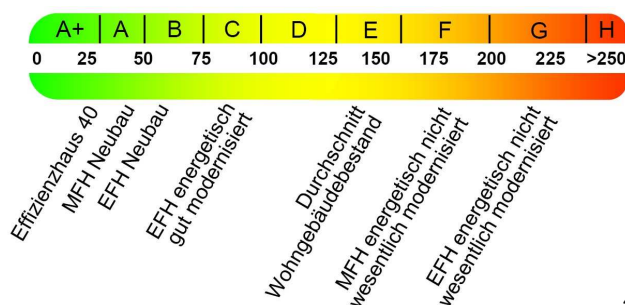 A+ A B C D E F G H
0 25 50 75 100 125 150 175 200 225 >250
Effizienzhaus 40
MFH Neubau
EFH Neubau
EFH energetisch
gut modernisiert
Durchschnitt
Wohngebäudebestand
MFH energetisch nicht
wesentlich modernisiert
EFH energetisch nicht
wesentlich modernisiert